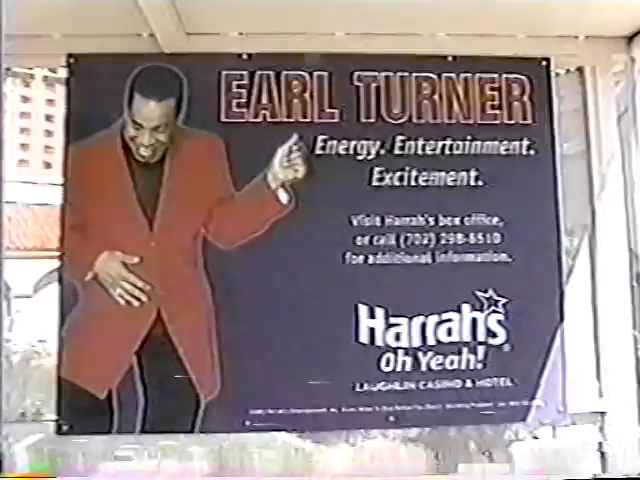 EARL TURNER
Energy. Entertainment.
Excitement.
Visit Harrah's box office,
or call (702) 298-6510
for additional information.
Harrah's
Oh Yeah!
LAUGHLIN CASINO & HOTEL